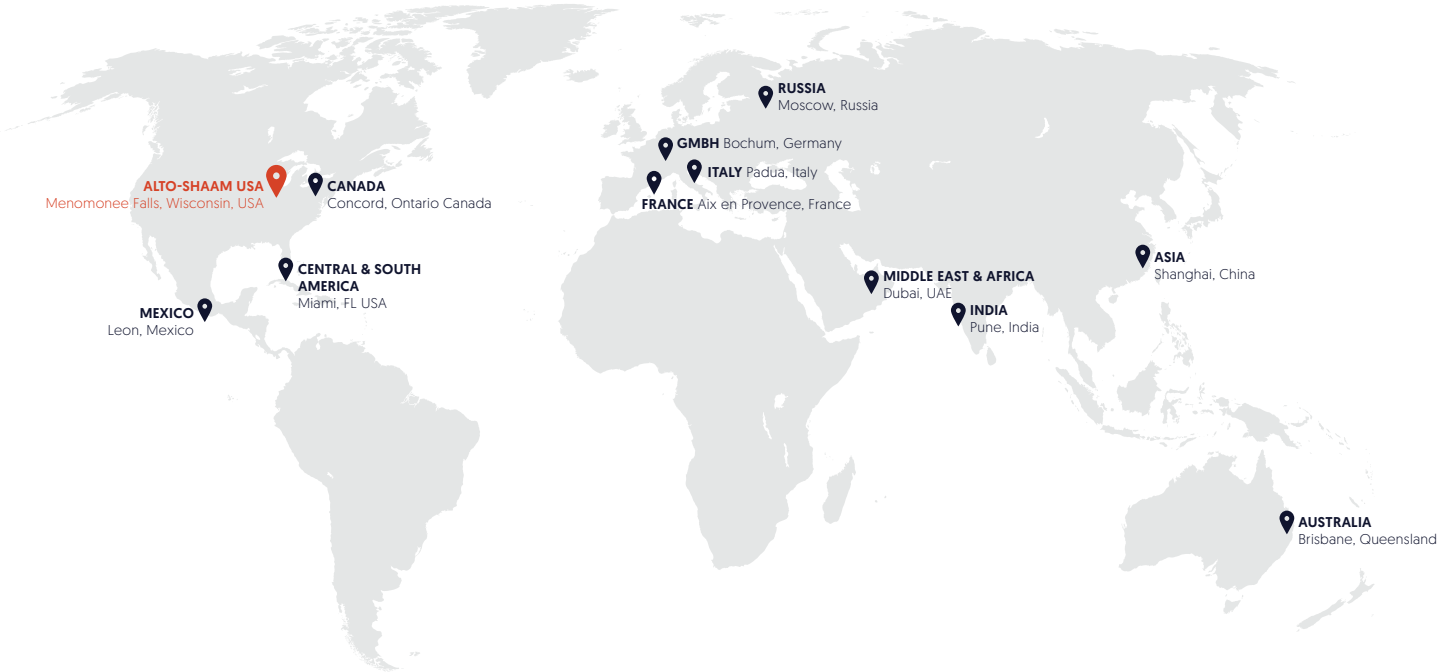 RUSSIA
Moscow, Russia
GMBH Bochum, Germany
ITALY Padua, Italy
ALTO-SHAAM USA
Menomonee Falls, Wisconsin, USA
CANADA
Concord, Ontario Canada
FRANCE Aix en Provence, France
CENTRAL & SOUTH
AMERICA
Miami, FL USA
MEXICO
Leon, Mexico
MIDDLE EAST & AFRICA
Dubai, UAE
INDIA
Pune, India
ASIA
Shanghai, China
AUSTRALIA
Brisbane, Queensland